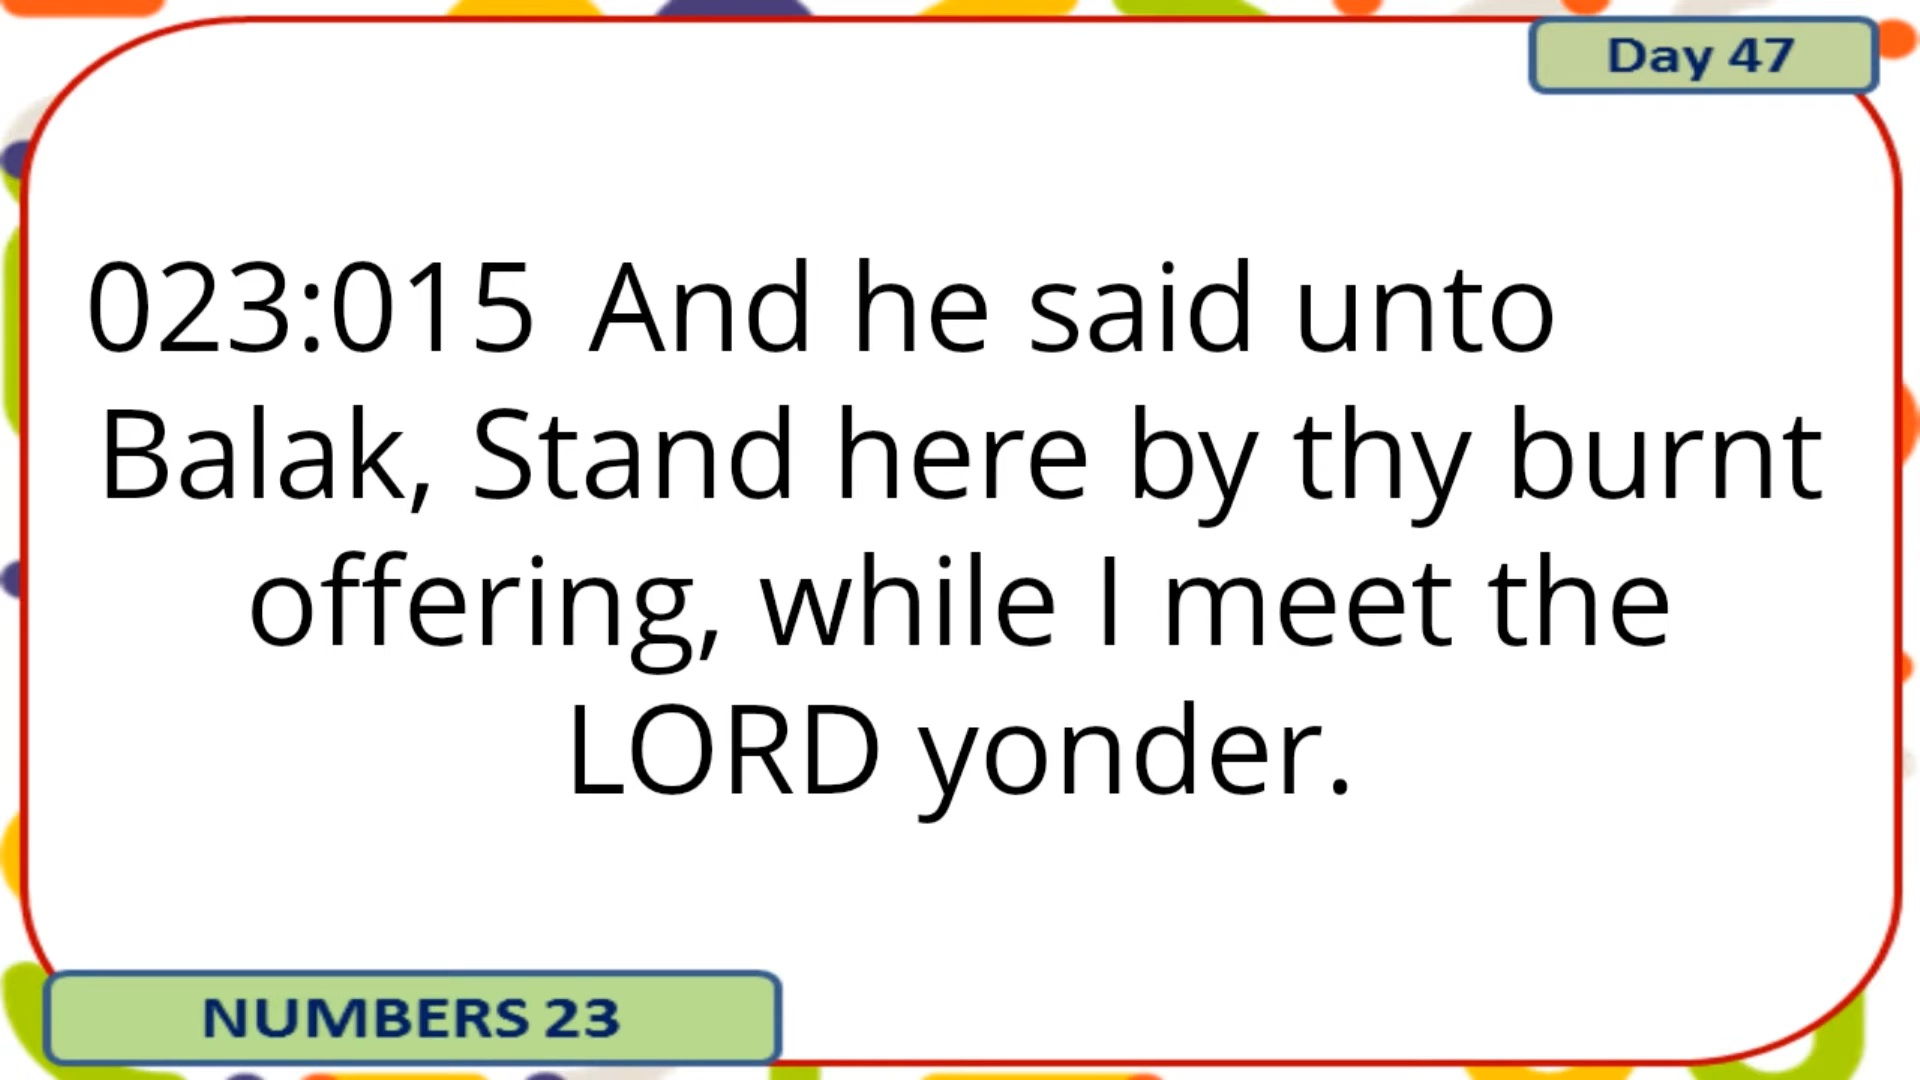 Day 47
023:015 And he said unto
Balak, Stand here by thy burnt
offering, while I meet the
LORD yonder.
NUMBERS 23